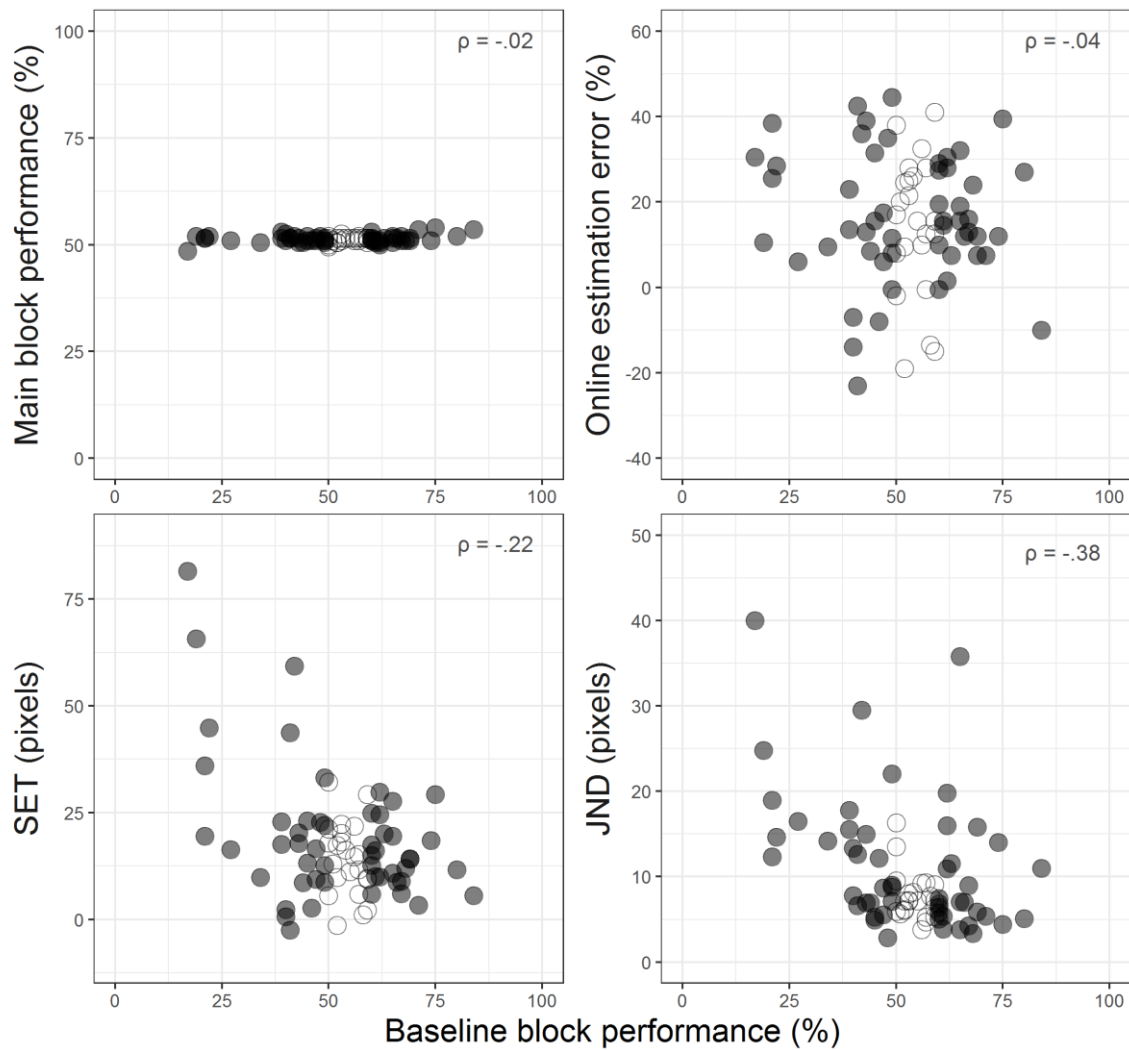 Main block performance (%)
100
75
50
25
0
ρ = -.02
0 25 50 75 100
Online estimation error (%)
60
40
20
0
-20
-40
ρ = -.04
0 25 50 75 100
SET (pixels)
75
50
25
0
ρ = -.22
0 25 50 75 100
JND (pixels)
50
40
30
20
10
0
ρ = -.38
0 25 50 75 100
Baseline block performance (%)